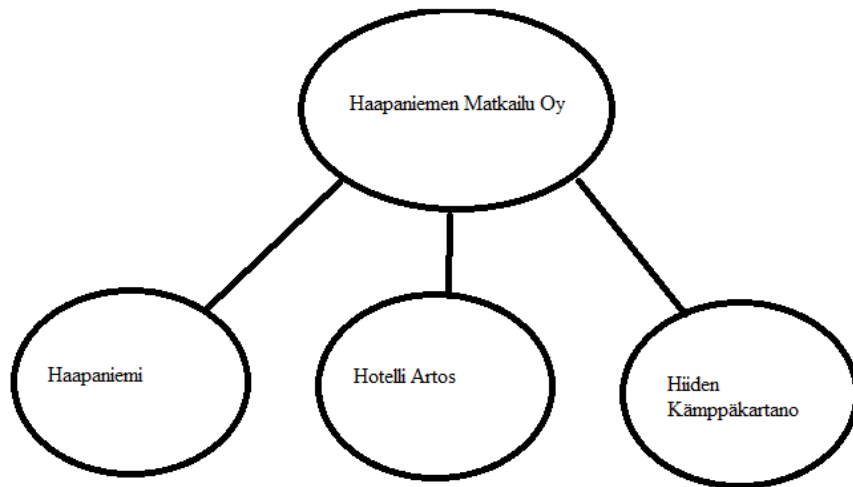 Haapaniemen Matkailu Oy
Haapaniemi
Hotelli Artos
Hiiden
Kämppäkartano